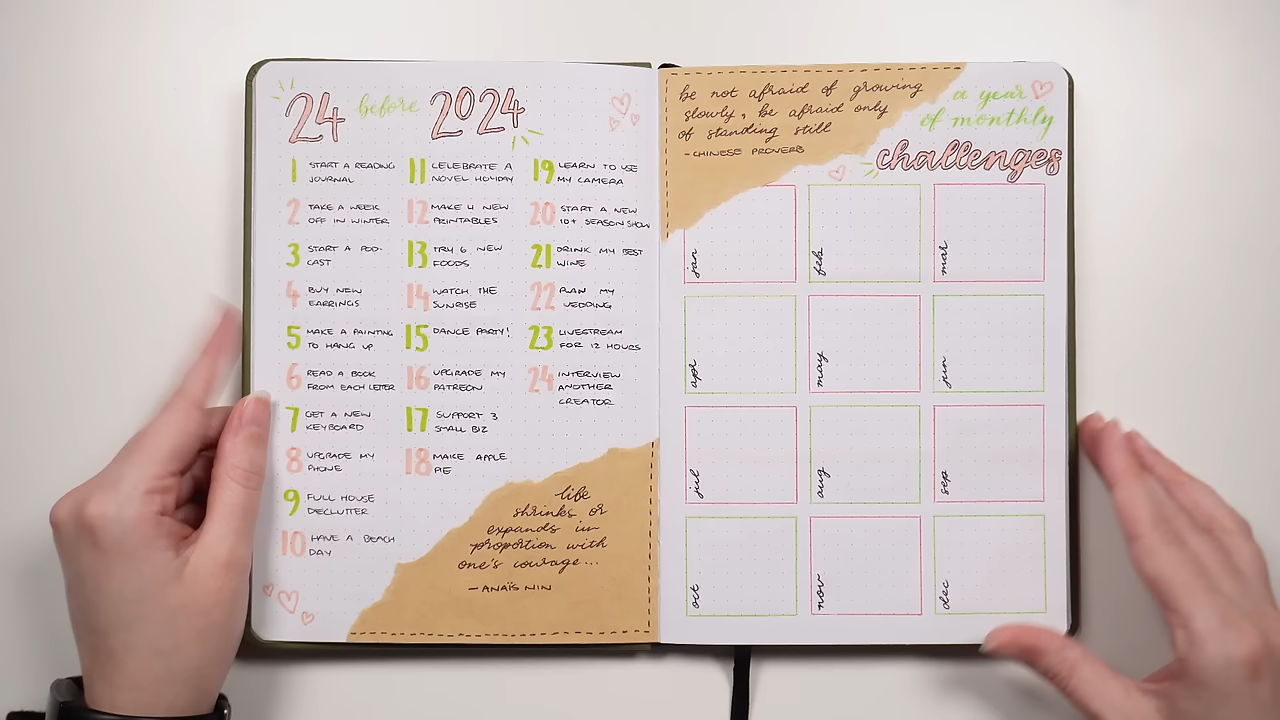 24 before 2024
1 START A READING
JOURNAL
2 TAKE A WEEK
OFF IN WINTER
3 START A POD-
CAST
4 BUY NEW
EARRINGS
5 MAKE A PAINTING
TO HANG UP
6 READ A BOOK
FROM EACH LETTER
7 GET A NEW
KEYBOARD
8 UPGRADE MY
PHONE
9 FULL HOUSE
DECLUTTER
10 HAVE A BEACH
DAY
11 CELEBRATE A
NOVEL HOLIDAY
12 MAKE 4 NEW
PRINTABLES
13 TRY 6 NEW
FOODS
14 WATCH THE
SUNRISE
15 DANCE PARTY!
16 UPGRADE MY
PATREON
17 SUPPORT 3
SMALL BIZ
18 MAKE APPLE
PIE
19 LEARN TO USE
MY CAMERA
20 START A NEW
10+ SEASON SHOW
21 DRINK MY BEST
WINE
22 PLAN MY
WEDDING
23 LIVESTREAM
FOR 12 HOURS
24 INTERVIEW
ANOTHER
CREATOR
life
shrinks or
expands in
proportion with
one's courage...
- ANAÏS NIN
be not afraid of growing
slowly, be afraid only
of standing still
- CHINESE PROVERB
a year
of monthly
challenges
jan
feb
mar
apr
may
jun
jul
aug
sep
oct
nov
dec